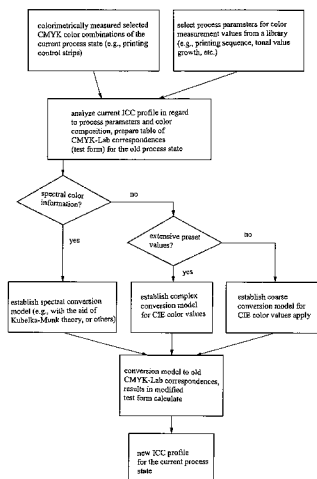 colorimetrically measured selected
CMYK color combinations of the
current process state (e.g., printing
control strips)
select process parameters for color
measurement values from a library
(e.g., printing sequence, tonal value
growth, etc.)
analyze current ICC profile in regard
to process parameters and color
composition, prepare table of
CMYK-Lab correspondences
(test form) for the old process state
spectral color
information?
no
yes
extensive preset
values?
no
yes
establish spectral conversion
model (e.g., with the aid of
Kubelka-Munk theory, or others)
establish complex
conversion model
for CIE color values
establish coarse
conversion model for
CIE color values apply
conversion model to old
CMYK-Lab correspondences,
results in modified
test form calculate
new ICC profile
for the current process
state